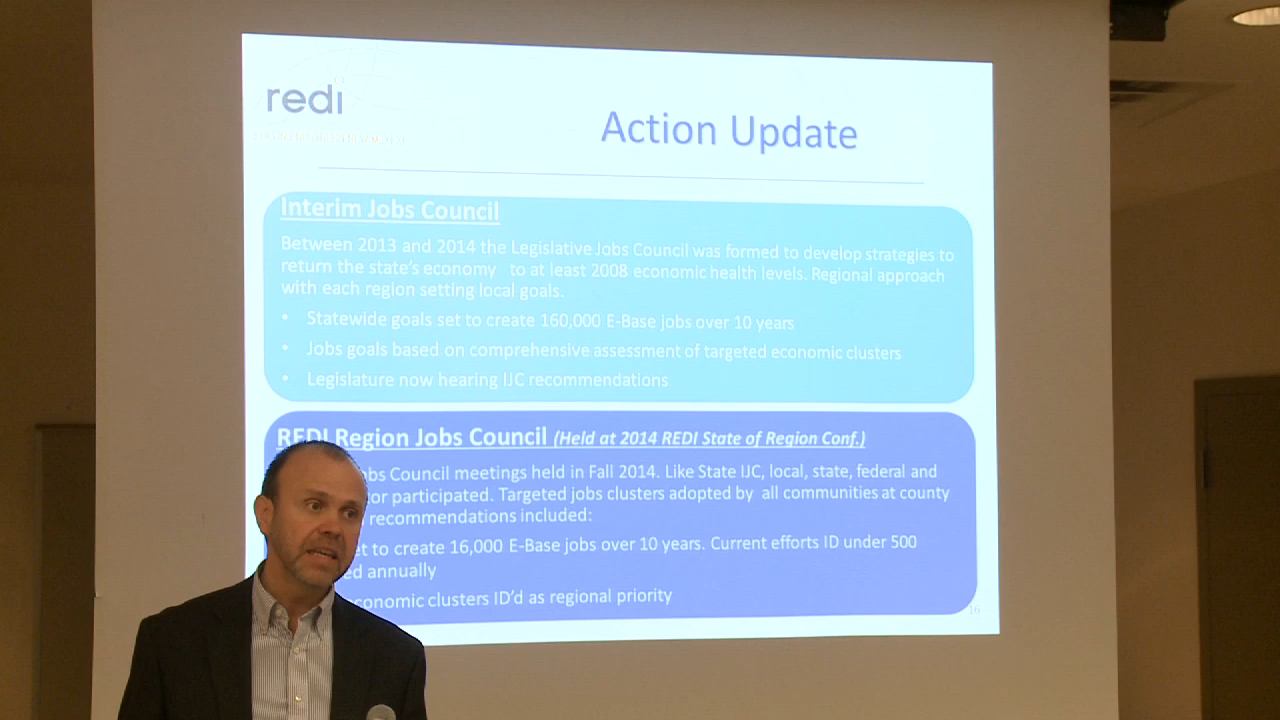 redi
Action Update
Interim Jobs Council
Between 2013 and 2014 the Legislative Jobs Council was formed to develop strategies to
return the state's economy to at least 2008 economic health levels. Regional approach
with each region setting local goals.
• Statewide goals set to create 160,000 E-Base jobs over 10 years
• Jobs goals based on comprehensive assessment of targeted economic clusters
• Legislature now hearing IJC recommendations
REDI Region Jobs Council (Held at 2014 REDI State of Region Conf.)
obs Council meetings held in Fall 2014. Like State IJC, local, state, federal and
tor participated. Targeted jobs clusters adopted by all communities at county
recommendations included:
et to create 16,000 E-Base jobs over 10 years. Current efforts ID under 500
ed annually
conomic clusters ID'd as regional priority
16